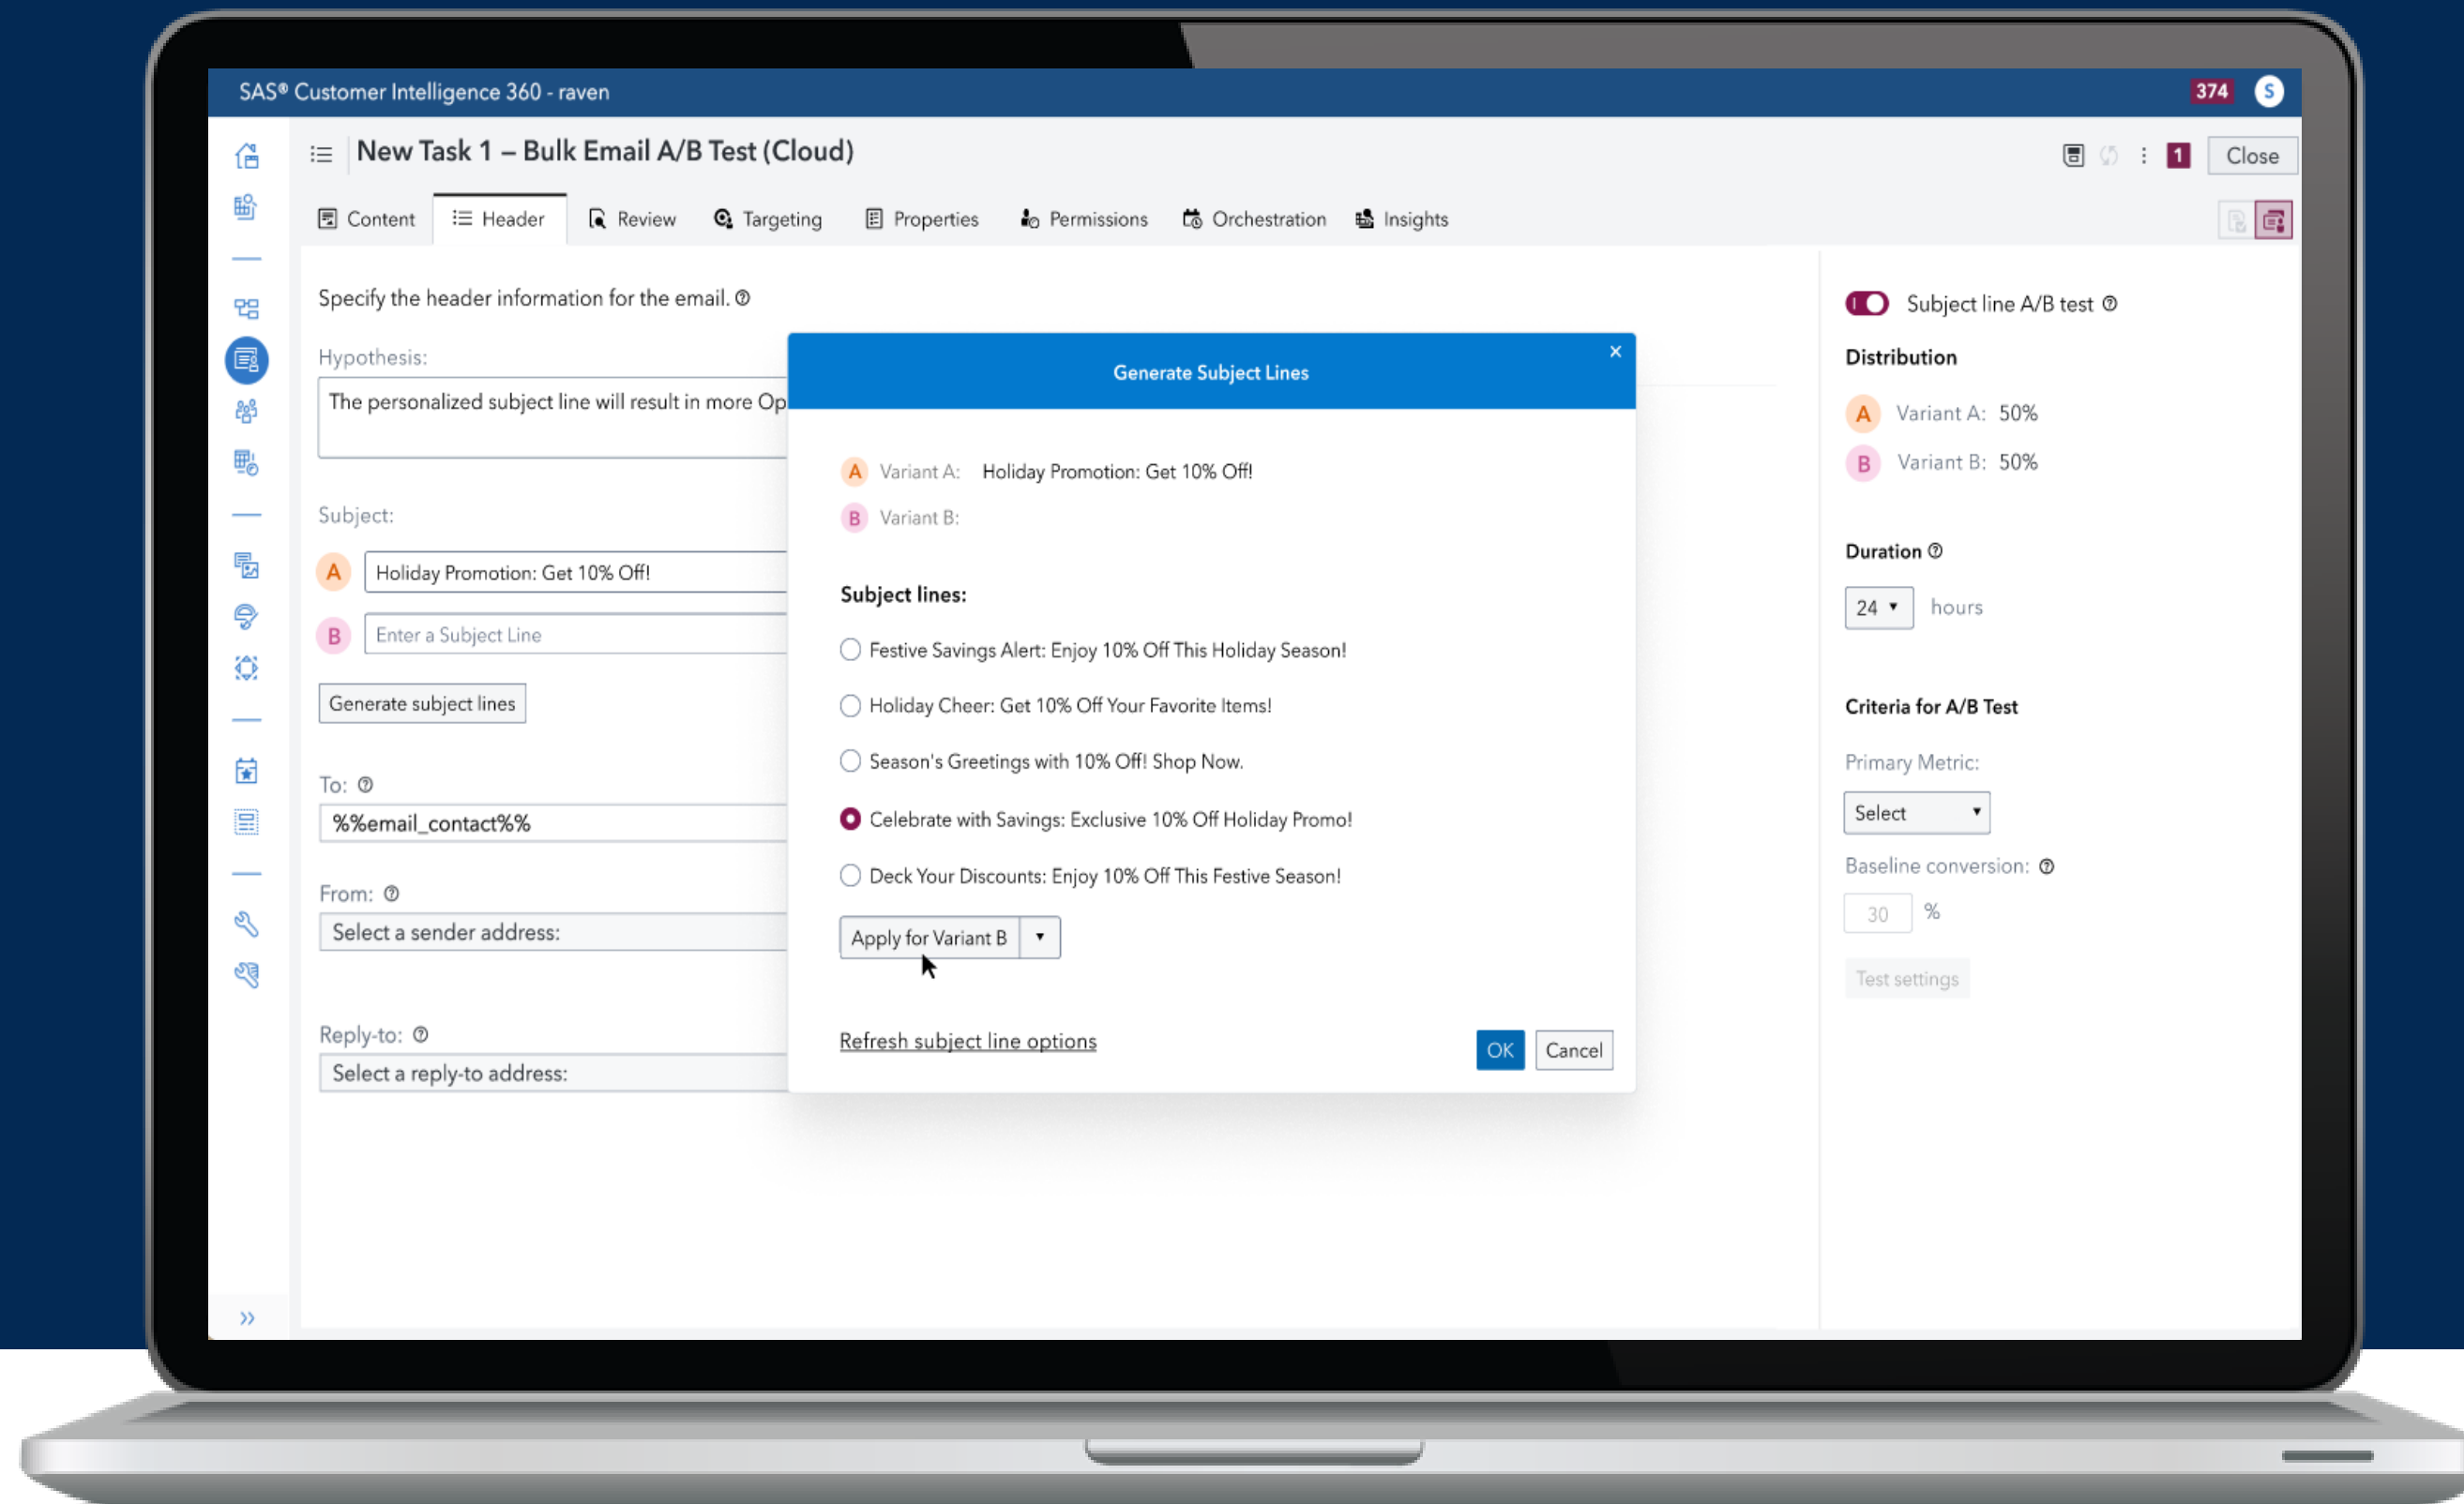 SAS® Customer Intelligence 360 - raven
374
S
New Task 1 – Bulk Email A/B Test (Cloud)
1
Close
Content
Header
Review
Targeting
Properties
Permissions
Orchestration
Insights
Specify the header information for the email.
Hypothesis:
The personalized subject line will result in more Op
Subject:
A
Holiday Promotion: Get 10% Off!
B
Enter a Subject Line
Generate subject lines
To:
%%email_contact%%
From:
Select a sender address:
Reply-to:
Select a reply-to address:
Generate Subject Lines
A Variant A: Holiday Promotion: Get 10% Off!
B Variant B:
Subject lines:
Festive Savings Alert: Enjoy 10% Off This Holiday Season!
Holiday Cheer: Get 10% Off Your Favorite Items!
Season's Greetings with 10% Off! Shop Now.
Celebrate with Savings: Exclusive 10% Off Holiday Promo!
Deck Your Discounts: Enjoy 10% Off This Festive Season!
Apply for Variant B
Refresh subject line options
OK
Cancel
Subject line A/B test
Distribution
A Variant A: 50%
B Variant B: 50%
Duration
24 hours
Criteria for A/B Test
Primary Metric:
Select
Baseline conversion:
30 %
Test settings